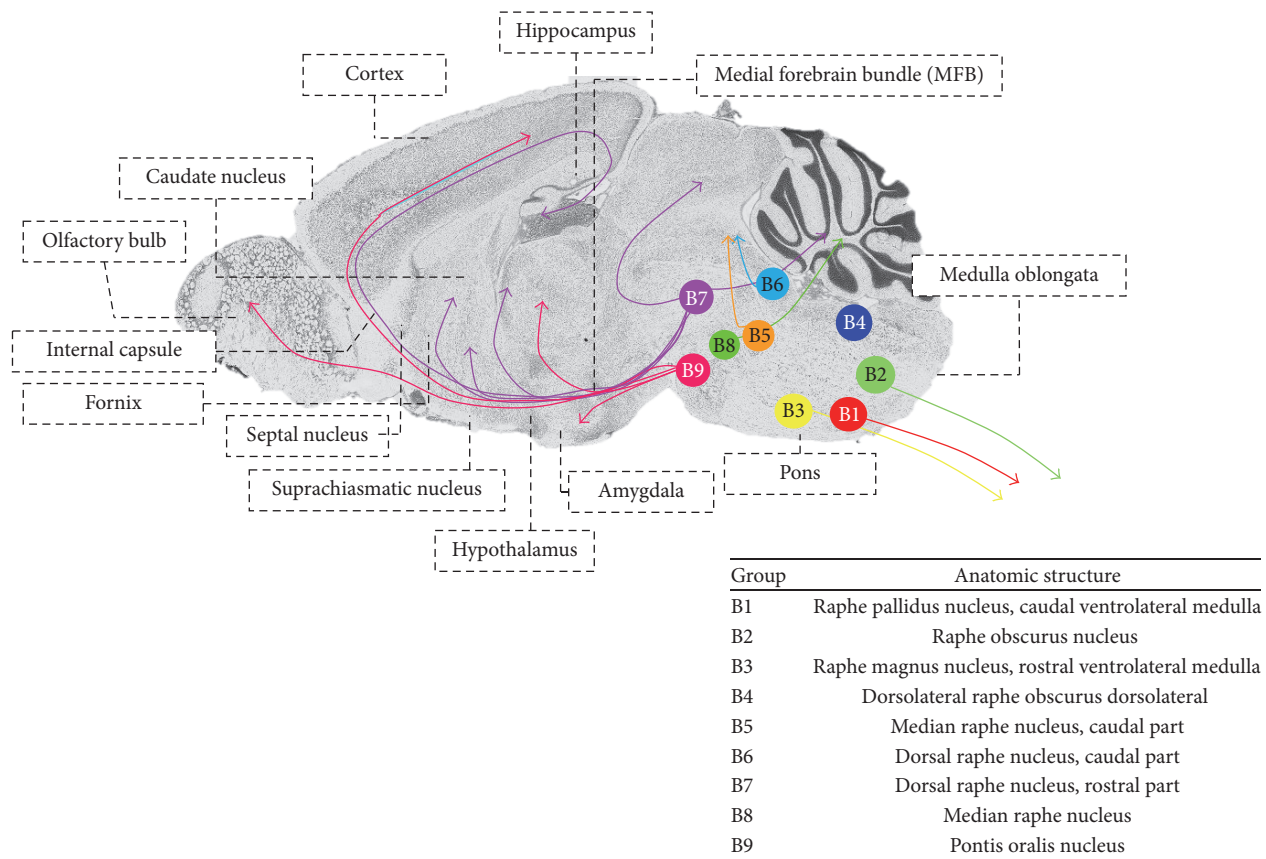 Hippocampus
Cortex
Medial forebrain bundle (MFB)
Caudate nucleus
Olfactory bulb
Medulla oblongata
Internal capsule
Fornix
Septal nucleus
Suprachiasmatic nucleus
Amygdala
Pons
Hypothalamus
B7
B6
B4
B8
B5
B9
B2
B3
B1
Group Anatomic structure
B1 Raphe pallidus nucleus, caudal ventrolateral medulla
B2 Raphe obscurus nucleus
B3 Raphe magnus nucleus, rostral ventrolateral medulla
B4 Dorsolateral raphe obscurus dorsolateral
B5 Median raphe nucleus, caudal part
B6 Dorsal raphe nucleus, caudal part
B7 Dorsal raphe nucleus, rostral part
B8 Median raphe nucleus
B9 Pontis oralis nucleus